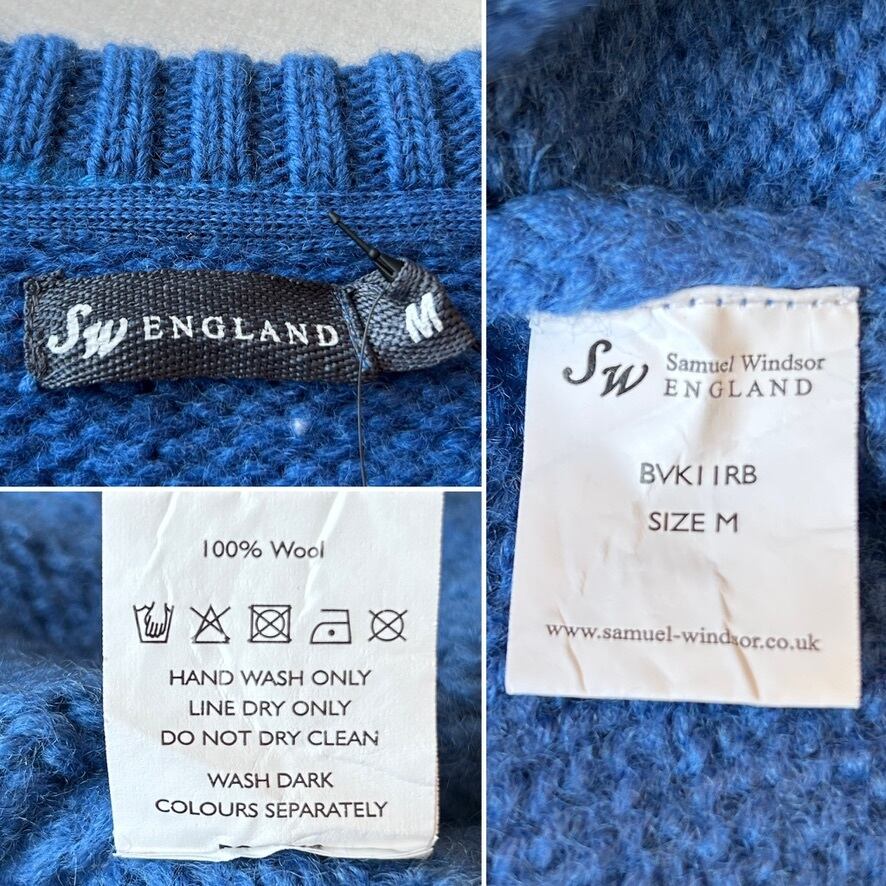 SW ENGLAND M
SW Samuel Windsor
ENGLAND
BVK11RB
SIZE M
www.samuel-windsor.co.uk
100% Wool
HAND WASH ONLY
LINE DRY ONLY
DO NOT DRY CLEAN
WASH DARK
COLOURS SEPARATELY